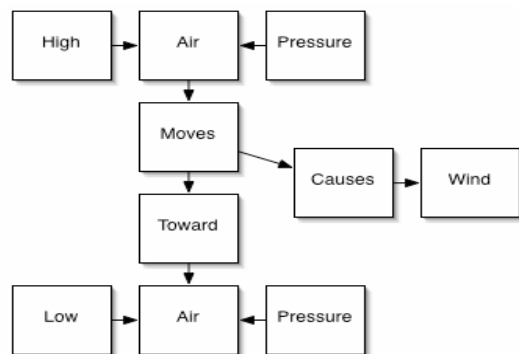 High Air Pressure
Moves
Causes Wind
Toward
Low Air Pressure